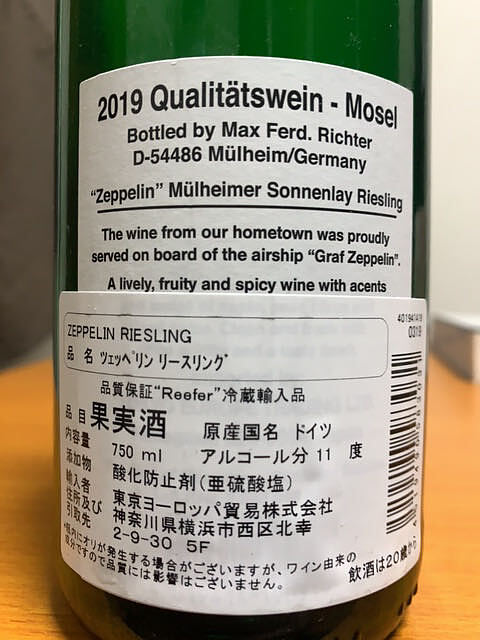 2019 Qualitätswein - Mosel
Bottled by Max Ferd. Richter
D-54486 Mülheim/Germany
“Zeppelin” Mülheimer Sonnenlay Riesling
The wine from our hometown was proudly
served on board of the airship “Graf Zeppelin”.
A lively, fruity and spicy wine with accents
ZEPPELIN RIESLING
品 名 ﾂｪｯﾍﾟﾘﾝ ﾘｰｽﾘﾝｸﾞ
0319
品質保証“Reefer”冷蔵輸入品
品目 果実酒 原産国名 ドイツ
内容量 750 ml アルコール分 11 度
添加物 酸化防止剤(亜硫酸塩)
輸入者
住所及び
引取先
東京ヨーロッパ貿易株式会社
神奈川県横浜市西区北幸
2-9-30 5F
*瓶内にオリが発生する場合がございますが、ワイン由来の
成分ですので品質には影響はございません。
飲酒は20歳から